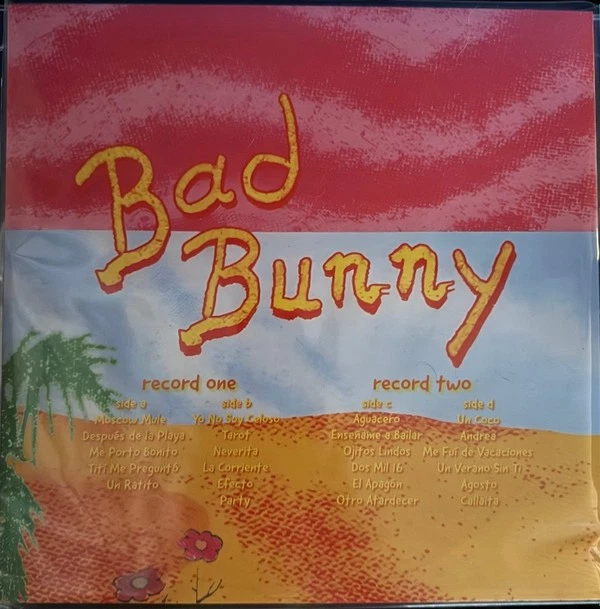 Bad
Bunny
record one
side a
Moscow Mule
Después de la Playa
Me Porto Bonito
Tití Me Preguntó
Un Ratito
side b
Yo No Soy Celoso
Tarot
Neverita
La Corriente
Efecto
Party
record two
side c
Aguacero
Enséñame a Bailar
Ojitos Lindos
Dos Mil 16
El Apagón
Otro Atardecer
side d
Un Coco
Andrea
Me Fui de Vacaciones
Un Verano Sin Ti
Agosto
Callaita